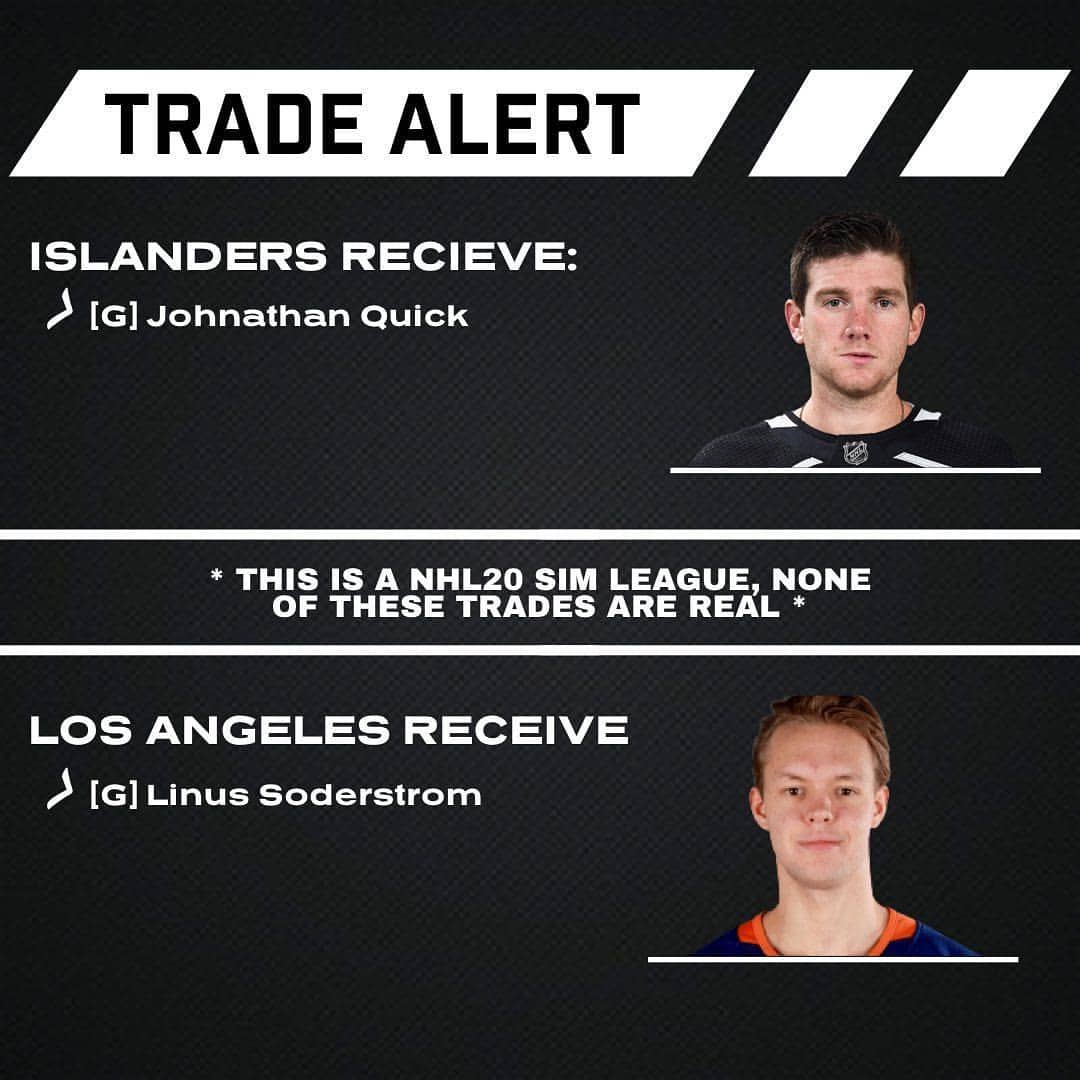 TRADE ALERT
ISLANDERS RECIEVE:
[G] Johnathan Quick
NHL
* THIS IS A NHL20 SIM LEAGUE, NONE
OF THESE TRADES ARE REAL *
LOS ANGELES RECEIVE
[G] Linus Soderstrom